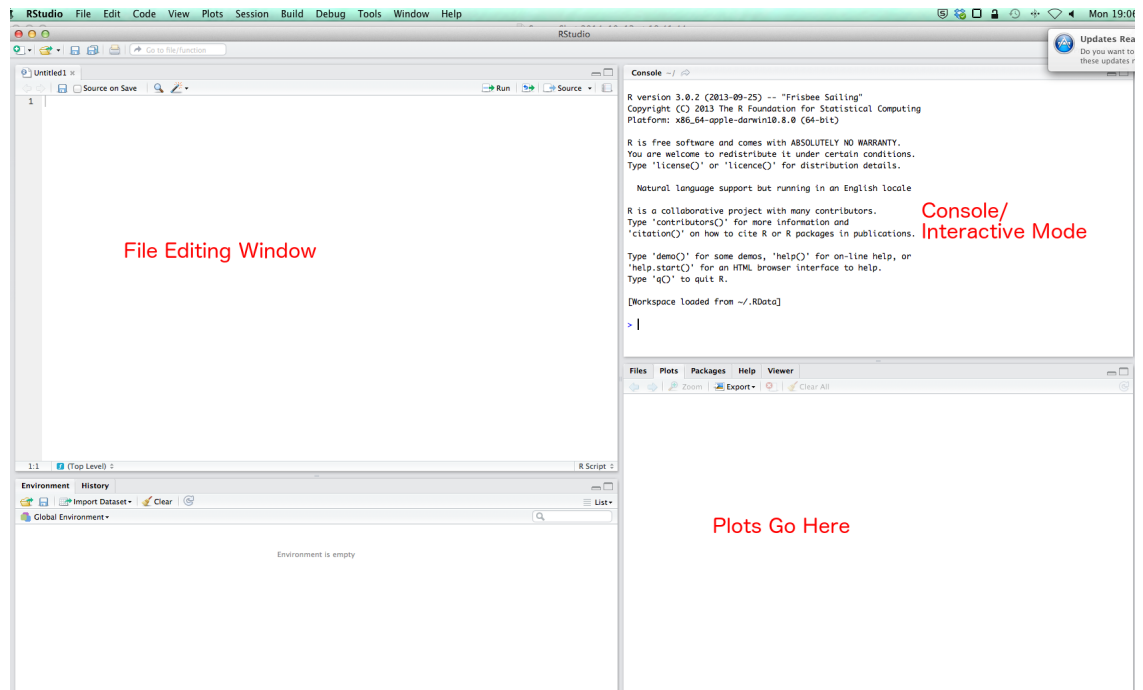 RStudio File Edit Code View Plots Session Build Debug Tools Window Help Mon 19:06
RStudio
Go to file/function
Updates Rea
Do you want to
these updates r
Untitled1
Source on Save Run Source
1
1:1 (Top Level) R Script
File Editing Window
Console ~/
R version 3.0.2 (2013-09-25) -- "Frisbee Sailing"
Copyright (C) 2013 The R Foundation for Statistical Computing
Platform: x86_64-apple-darwin10.8.0 (64-bit)
R is free software and comes with ABSOLUTELY NO WARRANTY.
You are welcome to redistribute it under certain conditions.
Type 'license()' or 'licence()' for distribution details.
Natural language support but running in an English locale
R is a collaborative project with many contributors.
Type 'contributors()' for more information and
'citation()' on how to cite R or R packages in publications.
Type 'demo()' for some demos, 'help()' for on-line help, or
'help.start()' for an HTML browser interface to help.
Type 'q()' to quit R.
[Workspace loaded from ~/.RData]
>
Console/
Interactive Mode
Environment History
Import Dataset Clear List
Global Environment
Environment is empty
Files Plots Packages Help Viewer
Zoom Export Clear All
Plots Go Here